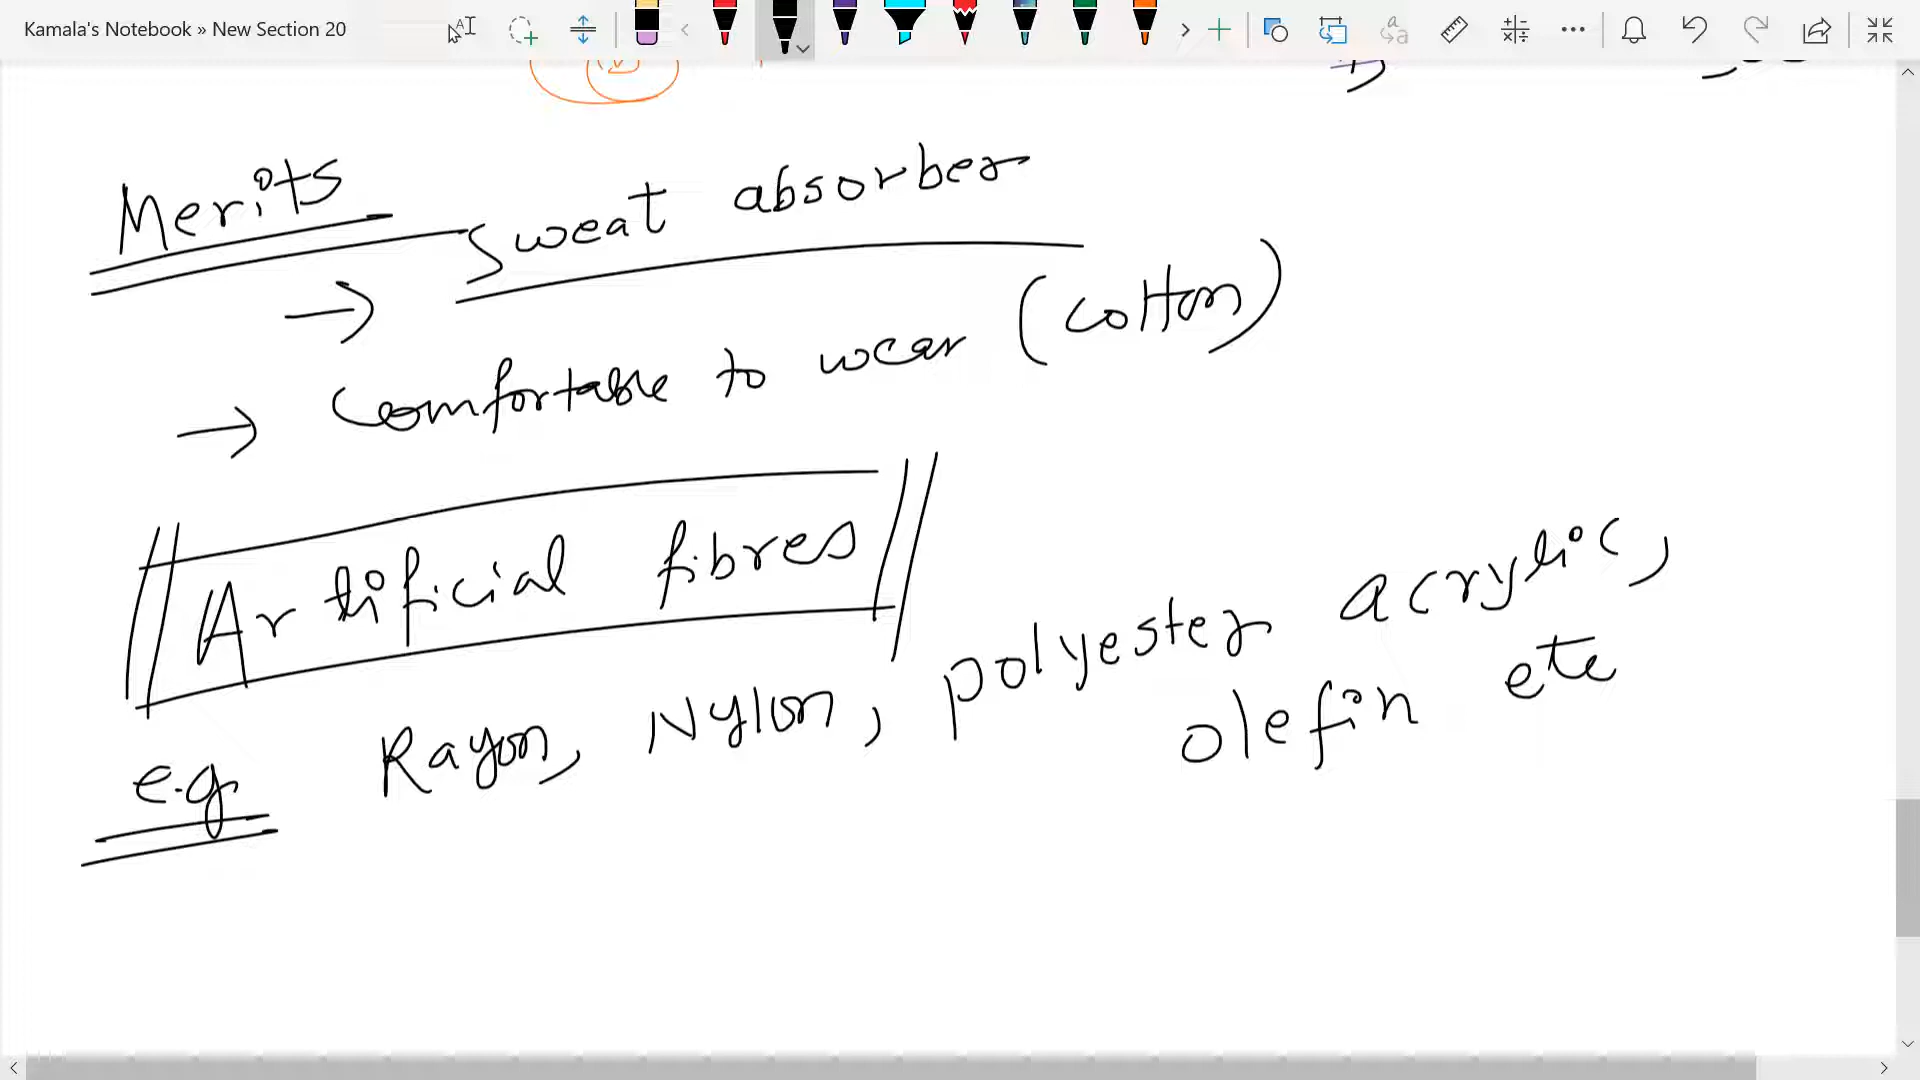 Kamala's Notebook » New Section 20
Merits
→ Sweat absorber
→ Comfortable to wear (cotton)
Artificial fibres
e.g Rayon, Nylon, polyester acrylic,
olefin etc